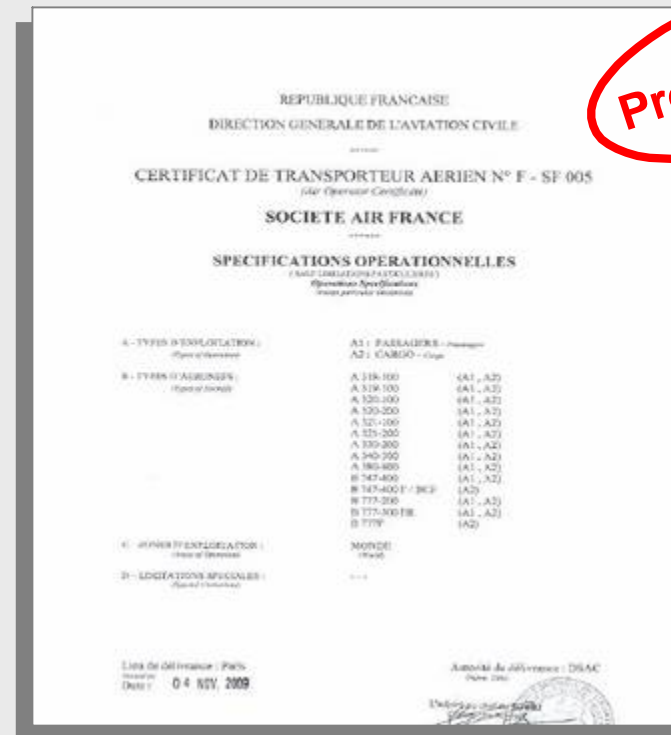 Pr
REPUBLIQUE FRANCAISE
DIRECTION GENERALE DE L'AVIATION CIVILE
CERTIFICAT DE TRANSPORTEUR AERIEN N° F - SF 005
(Air Operator Certificate)
SOCIETE AIR FRANCE
SPECIFICATIONS OPERATIONNELLES
Operations Specifications
A - TYPES D'EXPLOITATION :
A1 : PASSAGERS - Passenger
A2 : CARGO - Cargo
B - TYPES D'AERONEFS :
A 318-100 (A1 , A2)
A 319-100 (A1 , A2)
A 320-100 (A1 , A2)
A 320-200 (A1 , A2)
A 321-100 (A1 , A2)
A 321-200 (A1 , A2)
A 330-200 (A1 , A2)
A 340-300 (A1 , A2)
A 380-800 (A1 , A2)
B 747-400 (A1 , A2)
B 747-400 F / BCF (A2)
B 777-200 (A1 , A2)
B 777-300 ER (A1 , A2)
B 777F (A2)
C - ZONES D'EXPLOITATION :
MONDE
(World)
D - LIMITATIONS SPECIALES :
- - -
Lieu de délivrance : Paris
Autorité de délivrance : DSAC
Date : 04 NOV. 2009